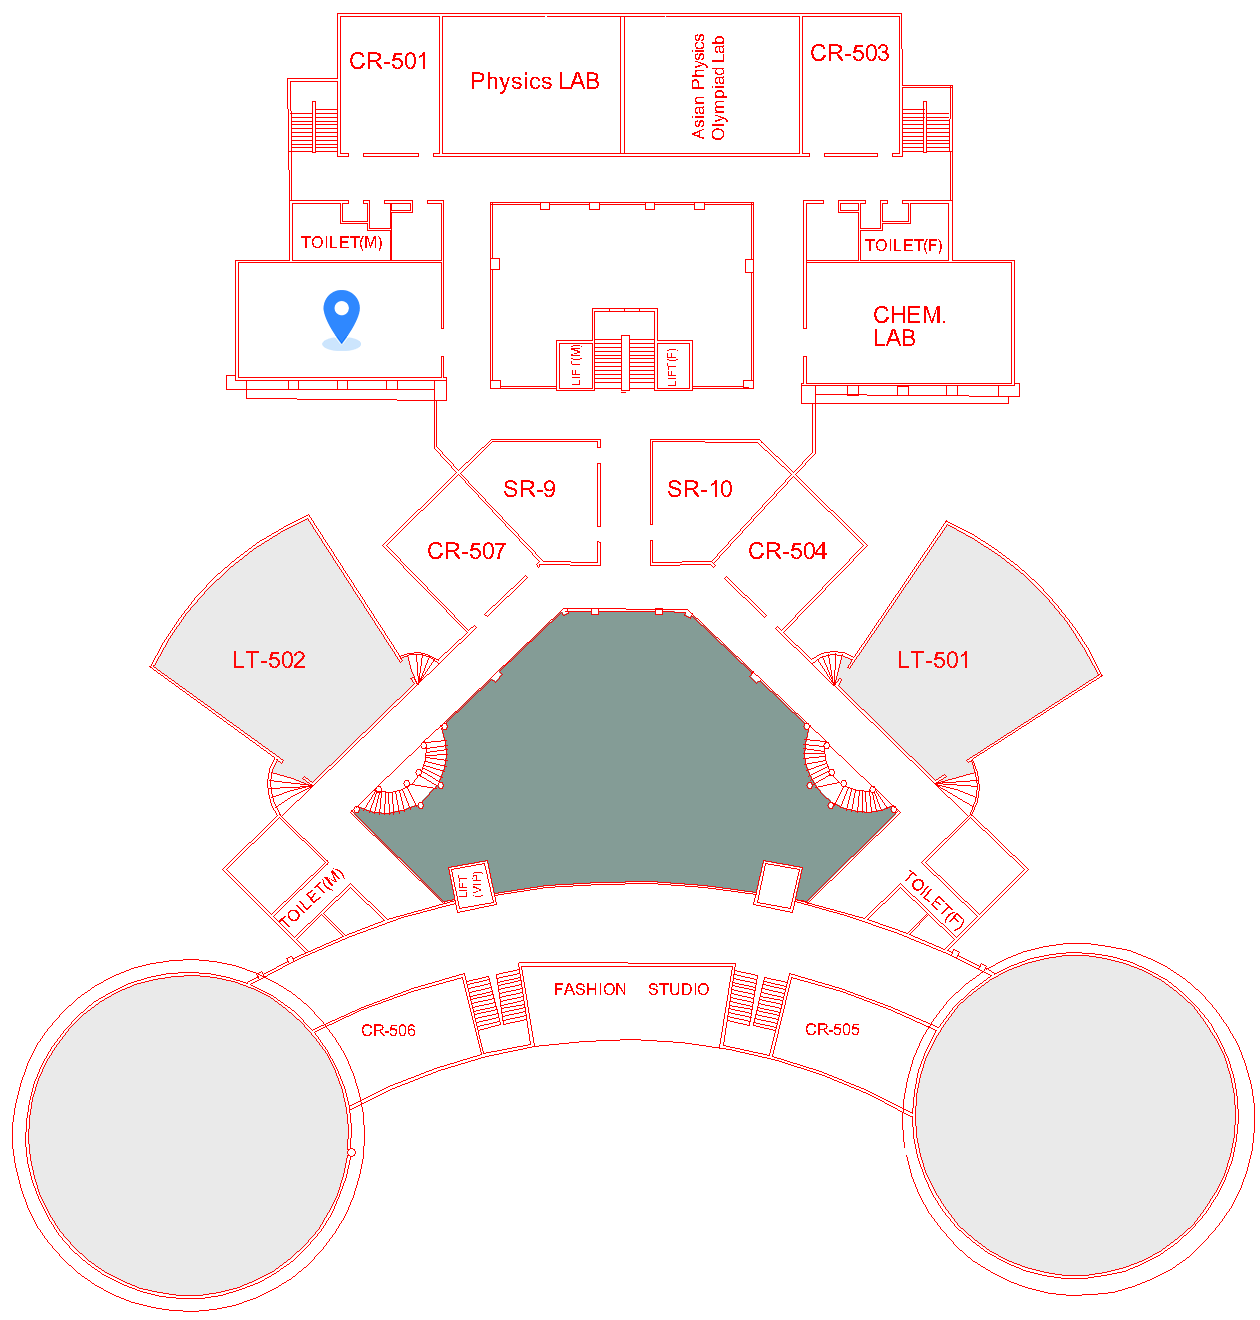 CR-501
Physics LAB
Asian Physics
Olympiad Lab
CR-503
TOILET(M)
TOILET(F)
CHEM.
LAB
LIFT(M)
LIFT(F)
SR-9
SR-10
CR-507
CR-504
LT-502
LT-501
TOILET(M)
LIFT
(VIP)
TOILET(F)
FASHION STUDIO
CR-506
CR-505